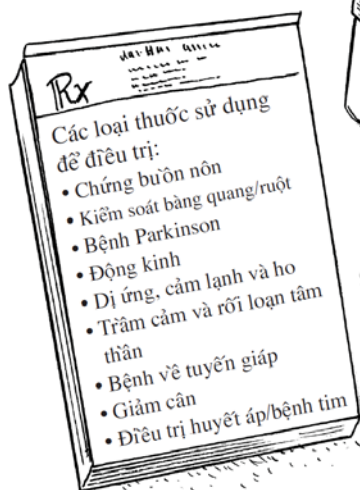 Rx
Các loại thuốc sử dụng
để điều trị:
• Chứng buồn nôn
• Kiểm soát bàng quang/ruột
• Bệnh Parkinson
• Động kinh
• Dị ứng, cảm lạnh và ho
• Trầm cảm và rối loạn tâm
thần
• Bệnh về tuyến giáp
• Giảm cân
• Điều trị huyết áp/bệnh tim